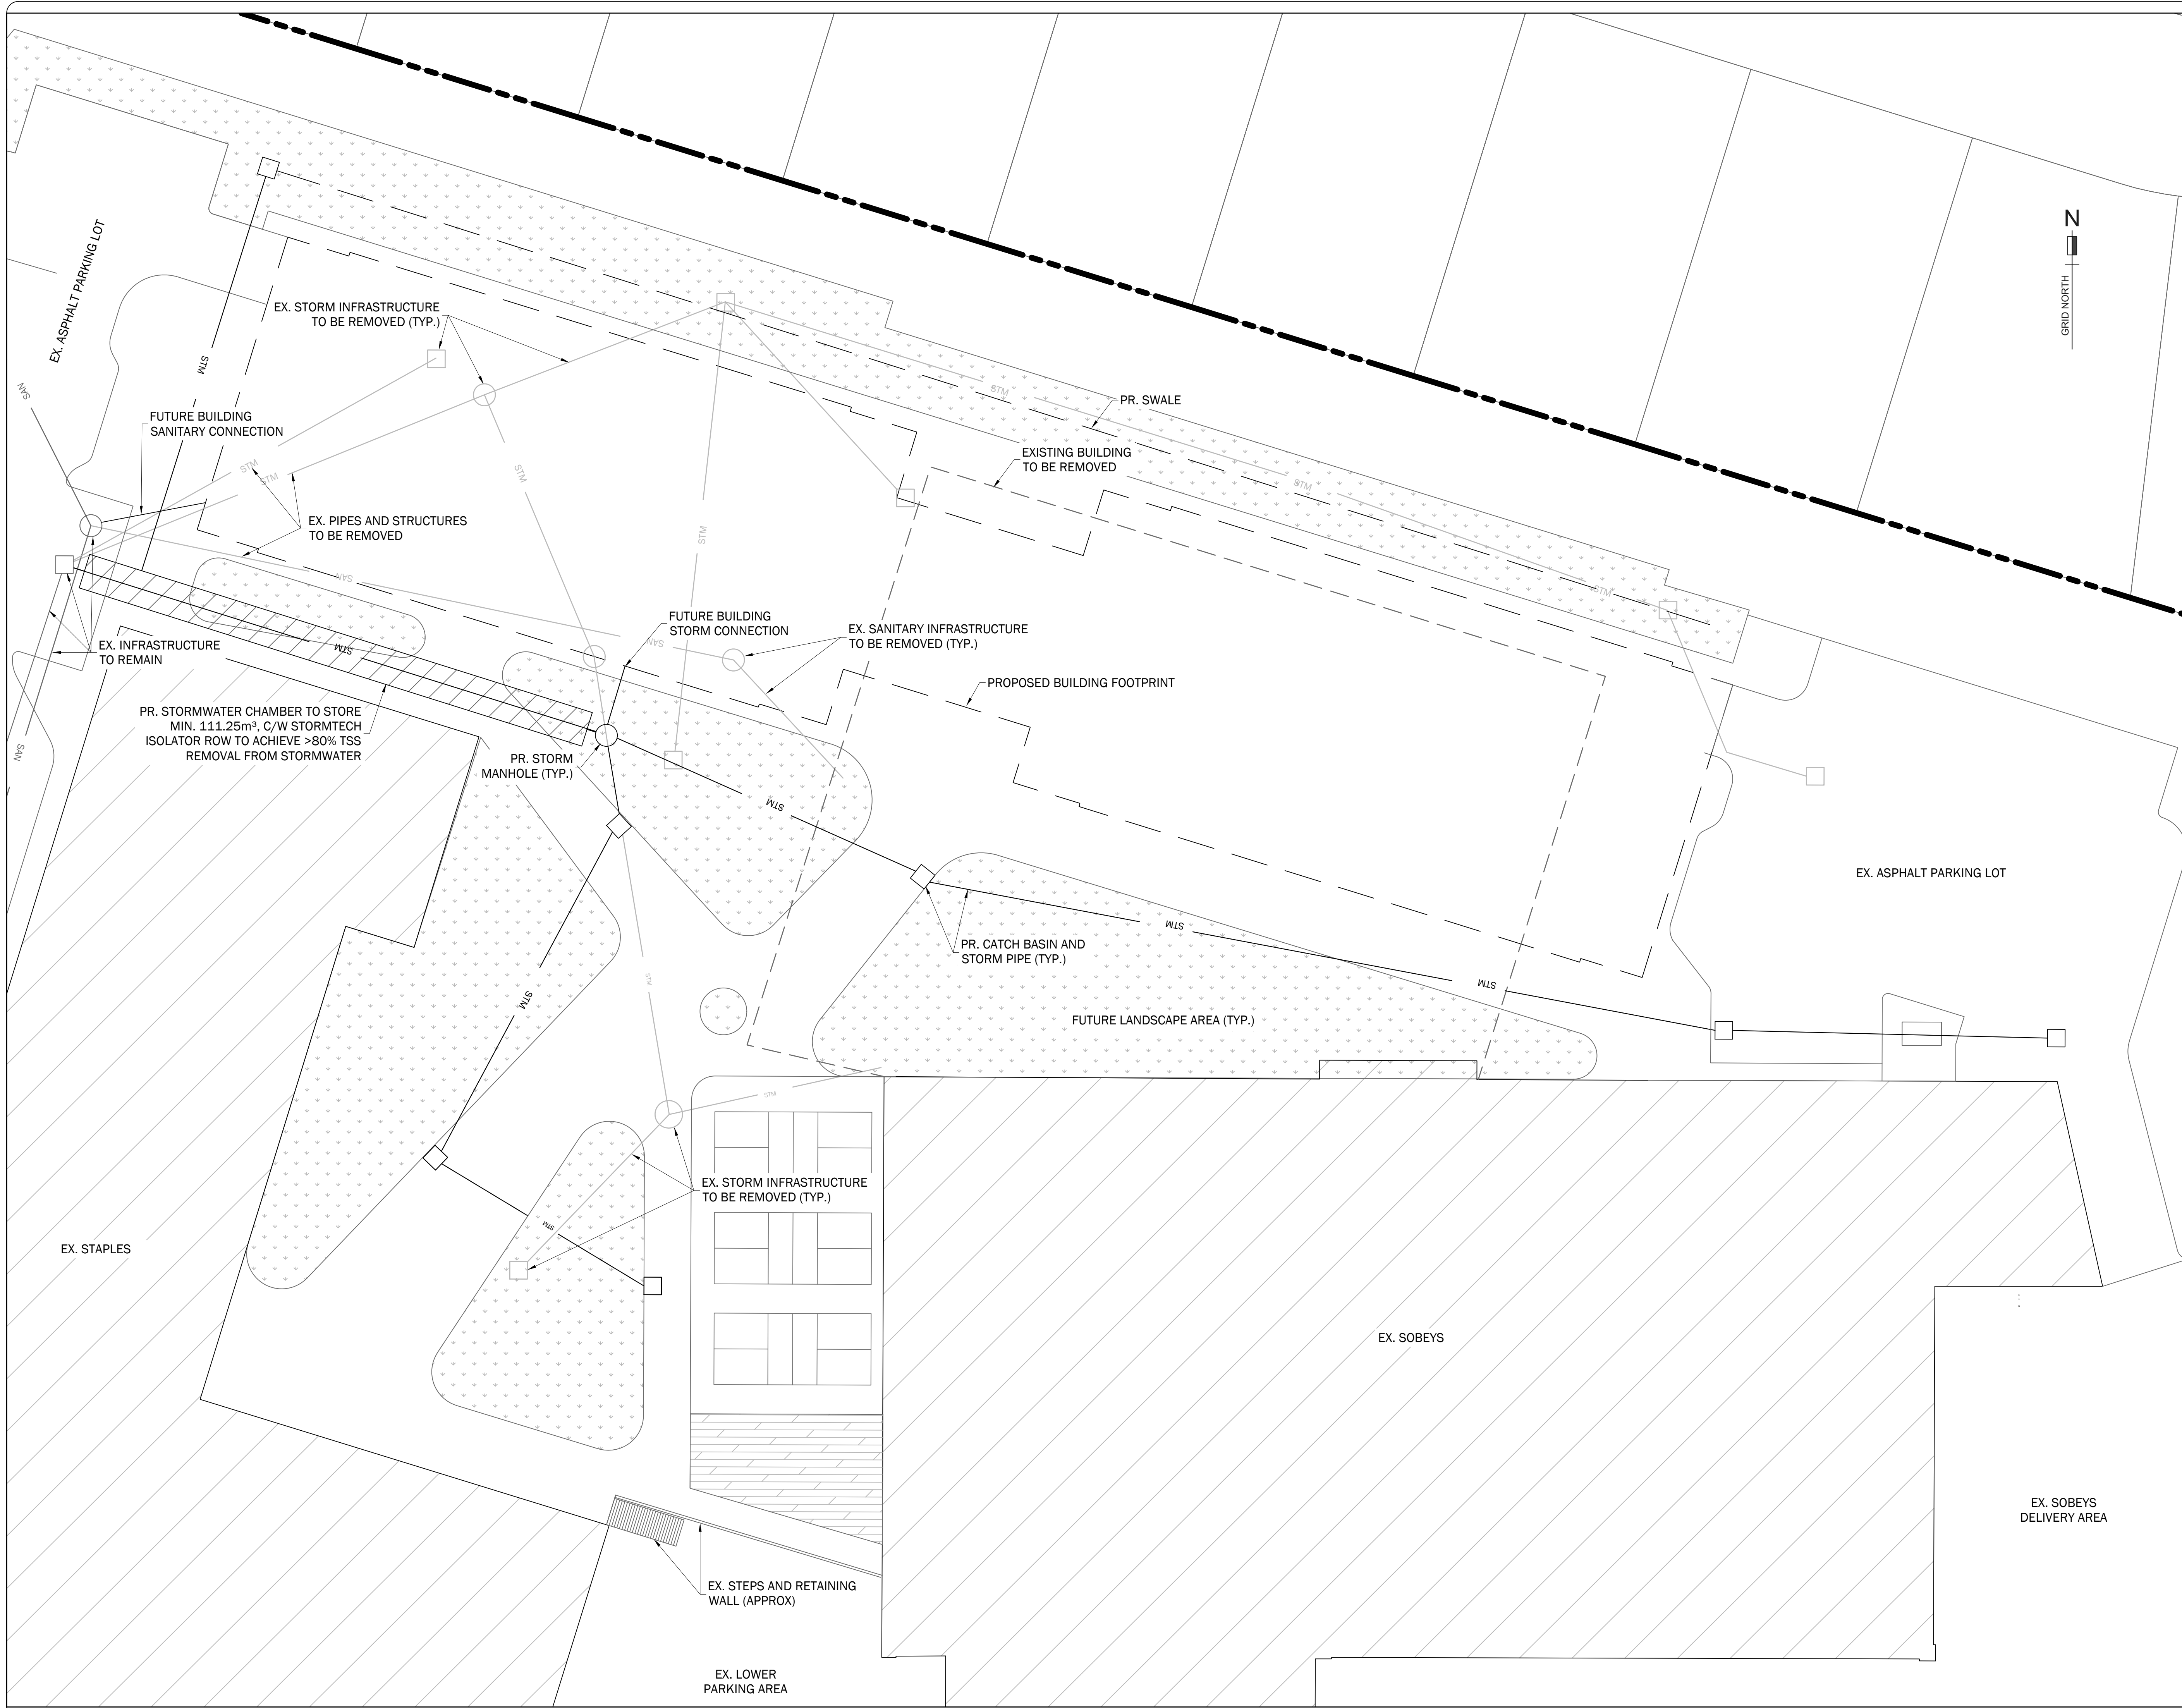 N
GRID NORTH
EX. ASPHALT PARKING LOT
EX. STORM INFRASTRUCTURE
TO BE REMOVED (TYP.)
STM
SAN
STM
PR. SWALE
FUTURE BUILDING
SANITARY CONNECTION
EXISTING BUILDING
TO BE REMOVED
STM
STM
STM
STM
EX. PIPES AND STRUCTURES
TO BE REMOVED
STM
SAN
STM
FUTURE BUILDING
STORM CONNECTION
SAN
EX. SANITARY INFRASTRUCTURE
TO BE REMOVED (TYP.)
EX. INFRASTRUCTURE
TO REMAIN
STM
PROPOSED BUILDING FOOTPRINT
PR. STORMWATER CHAMBER TO STORE
MIN. 111.25m³, C/W STORMTECH
ISOLATOR ROW TO ACHIEVE >80% TSS
REMOVAL FROM STORMWATER
SAN
PR. STORM
MANHOLE (TYP.)
STM
EX. ASPHALT PARKING LOT
STM
PR. CATCH BASIN AND
STORM PIPE (TYP.)
STM
STM
STM
FUTURE LANDSCAPE AREA (TYP.)
STM
EX. STORM INFRASTRUCTURE
TO BE REMOVED (TYP.)
STM
EX. STAPLES
EX. SOBEYS
EX. SOBEYS
DELIVERY AREA
EX. STEPS AND RETAINING
WALL (APPROX)
EX. LOWER
PARKING AREA